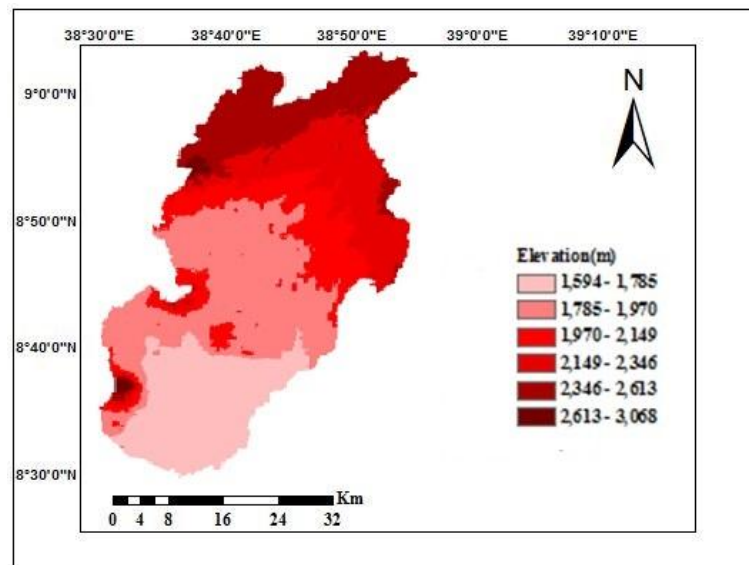 38°30'0"E 38°40'0"E 38°50'0"E 39°0'0"E 39°10'0"E
9°0'0"N
N
8°50'0"N
Elevation(m)
1,594 - 1,785
1,785 - 1,970
1,970 - 2,149
2,149 - 2,346
2,346 - 2,613
2,613 - 3,068
8°40'0"N
8°30'0"N
Km
0 4 8 16 24 32